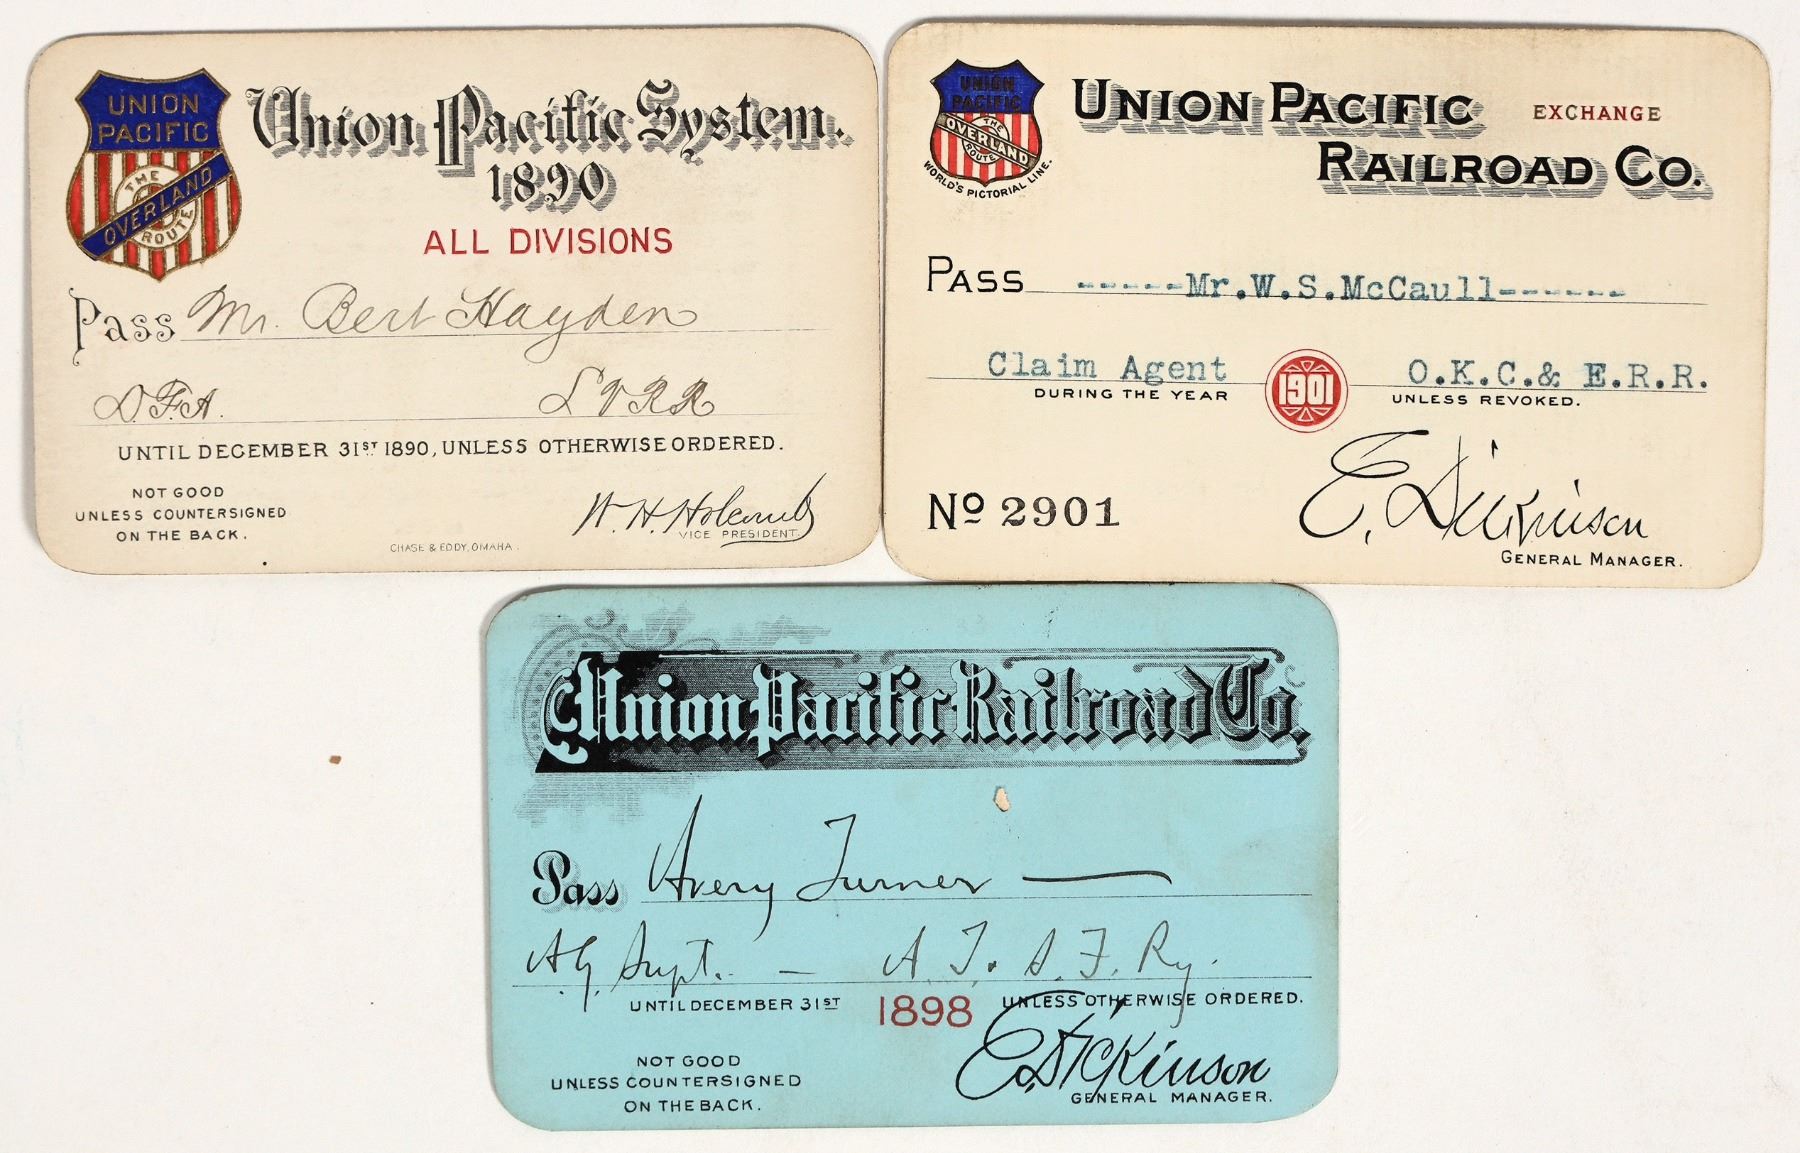 UNION
PACIFIC
THE
OVERLAND
ROUTE
Union Pacific System.
1890
ALL DIVISIONS
Pass Mr. Bert Hayden
D.F.A. L V R R
UNTIL DECEMBER 31ST 1890, UNLESS OTHERWISE ORDERED.
NOT GOOD
UNLESS COUNTERSIGNED
ON THE BACK.
W.H. Holcomb
VICE PRESIDENT.
CHASE & EDDY, OMAHA.
UNION
PACIFIC
THE
OVERLAND
ROUTE
WORLD'S PICTORIAL LINE.
UNION PACIFIC EXCHANGE
RAILROAD CO.
PASS -----Mr.W.S.McCaull------
Claim Agent 1901 O.K.C.& E.R.R.
DURING THE YEAR UNLESS REVOKED.
No 2901
E. Dickinson
GENERAL MANAGER.
Union Pacific Railroad Co.
Pass Avery Turner —
A.G. Supt. — A. T. S. F. Ry.
UNTIL DECEMBER 31ST 1898 UNLESS OTHERWISE ORDERED.
NOT GOOD
UNLESS COUNTERSIGNED
ON THE BACK.
E. Dickinson
GENERAL MANAGER.